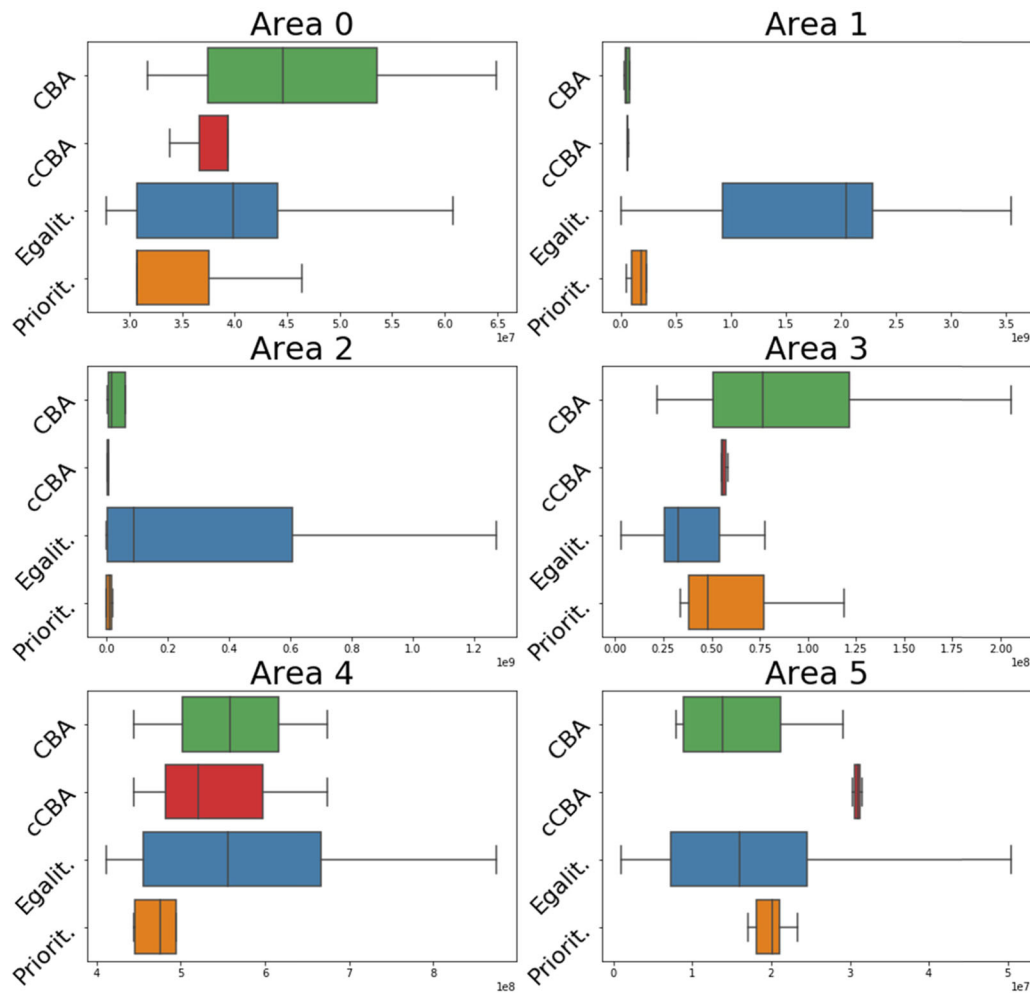 Area 0
CBA
cCBA
Egalit.
Priorit.
3.0 3.5 4.0 4.5 5.0 5.5 6.0 6.5
1e7
Area 1
CBA
cCBA
Egalit.
Priorit.
0.0 0.5 1.0 1.5 2.0 2.5 3.0 3.5
1e9
Area 2
CBA
cCBA
Egalit.
Priorit.
0.0 0.2 0.4 0.6 0.8 1.0 1.2
1e9
Area 3
CBA
cCBA
Egalit.
Priorit.
0.00 0.25 0.50 0.75 1.00 1.25 1.50 1.75 2.00
1e8
Area 4
CBA
cCBA
Egalit.
Priorit.
4 5 6 7 8
1e8
Area 5
CBA
cCBA
Egalit.
Priorit.
0 1 2 3 4 5
1e7